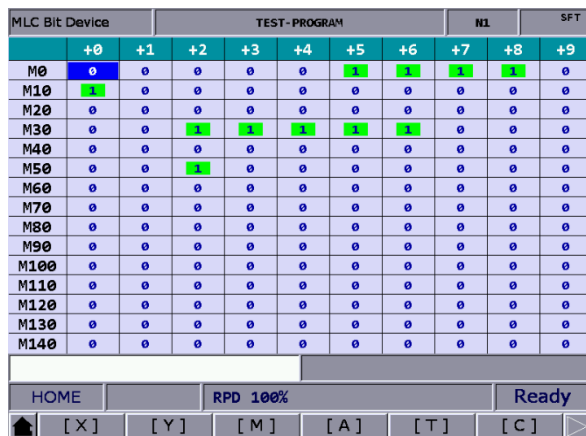 MLC Bit Device TEST-PROGRAM N1 SFT
+0 +1 +2 +3 +4 +5 +6 +7 +8 +9
M0 0 0 0 0 0 1 1 1 1 0
M10 1 0 0 0 0 0 0 0 0 0
M20 0 0 0 0 0 0 0 0 0 0
M30 0 0 1 1 1 1 1 0 0 0
M40 0 0 0 0 0 0 0 0 0 0
M50 0 0 1 0 0 0 0 0 0 0
M60 0 0 0 0 0 0 0 0 0 0
M70 0 0 0 0 0 0 0 0 0 0
M80 0 0 0 0 0 0 0 0 0 0
M90 0 0 0 0 0 0 0 0 0 0
M100 0 0 0 0 0 0 0 0 0 0
M110 0 0 0 0 0 0 0 0 0 0
M120 0 0 0 0 0 0 0 0 0 0
M130 0 0 0 0 0 0 0 0 0 0
M140 0 0 0 0 0 0 0 0 0 0
HOME RPD 100% Ready
[ X ] [ Y ] [ M ] [ A ] [ T ] [ C ]